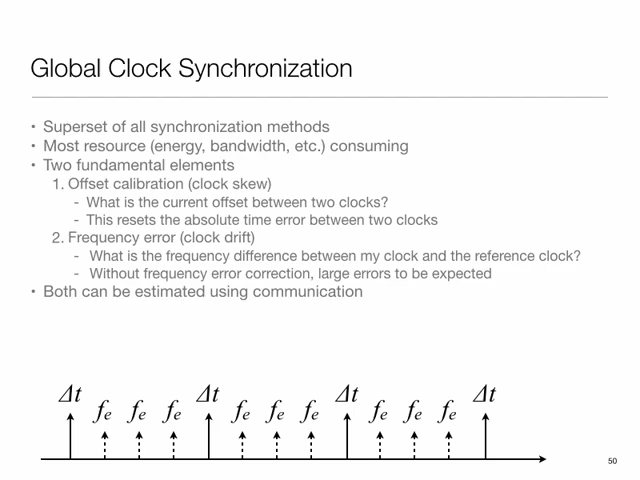 Global Clock Synchronization
• Superset of all synchronization methods
• Most resource (energy, bandwidth, etc.) consuming
• Two fundamental elements
1. Offset calibration (clock skew)
- What is the current offset between two clocks?
- This resets the absolute time error between two clocks
2. Frequency error (clock drift)
- What is the frequency difference between my clock and the reference clock?
- Without frequency error correction, large errors to be expected
• Both can be estimated using communication
Δt fe fe fe Δt fe fe fe Δt fe fe fe Δt
50